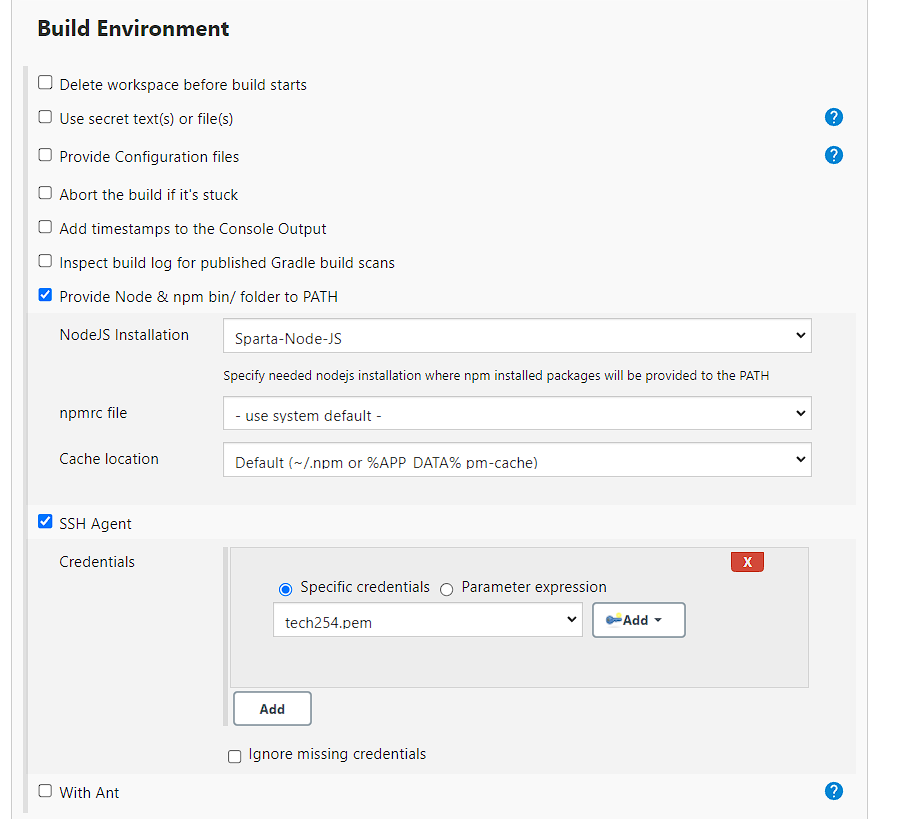 Build Environment
Delete workspace before build starts
Use secret text(s) or file(s)
?
Provide Configuration files
?
Abort the build if it's stuck
Add timestamps to the Console Output
Inspect build log for published Gradle build scans
Provide Node & npm bin/ folder to PATH
NodeJS Installation
Sparta-Node-JS
Specify needed nodejs installation where npm installed packages will be provided to the PATH
npmrc file
- use system default -
Cache location
Default (~/.npm or %APP_DATA% pm-cache)
SSH Agent
Credentials
X
Specific credentials Parameter expression
tech254.pem
Add
Add
Ignore missing credentials
With Ant
?